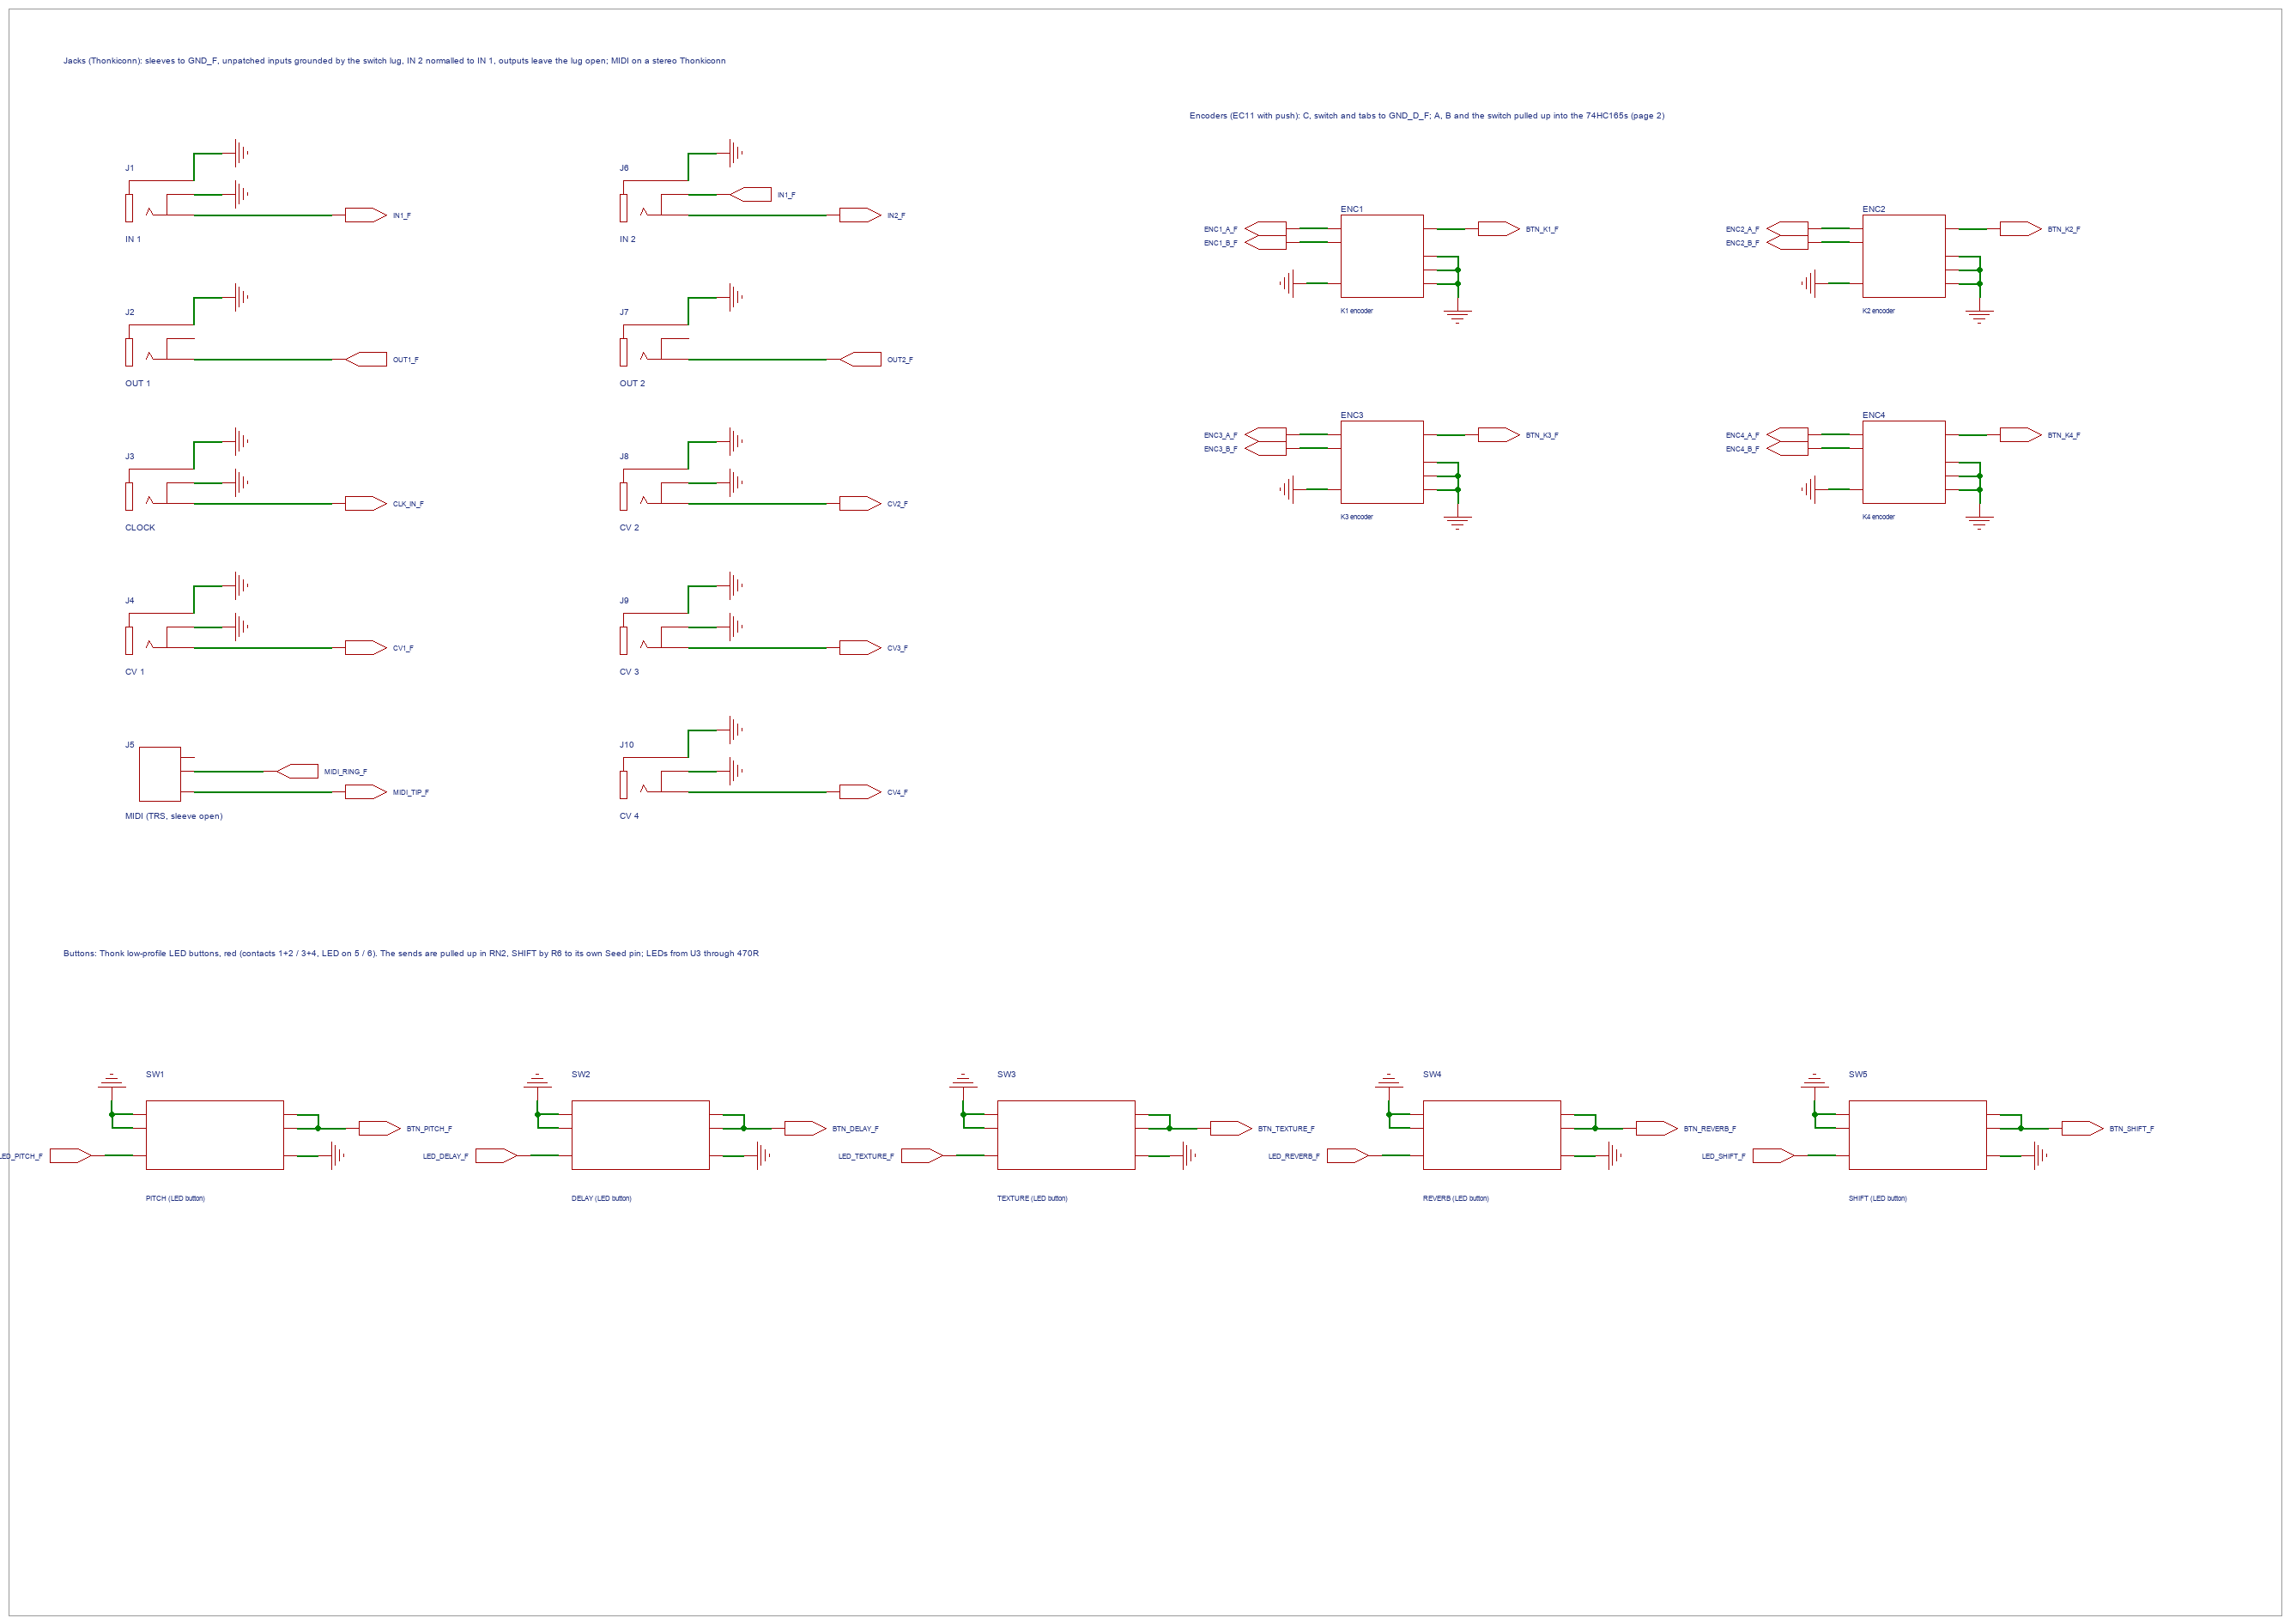 Jacks (Thonkiconn): sleeves to GND_F, unpatched inputs grounded by the switch lug, IN 2 normalled to IN 1, outputs leave the lug open; MIDI on a stereo Thonkiconn
Encoders (EC11 with push): C, switch and tabs to GND_D_F; A, B and the switch pulled up into the 74HC165s (page 2)
J1
IN1_F
IN 1
J6
IN1_F
IN2_F
IN 2
ENC1
ENC1_A_F
ENC1_B_F
BTN_K1_F
K1 encoder
ENC2
ENC2_A_F
ENC2_B_F
BTN_K2_F
K2 encoder
J2
OUT1_F
OUT 1
J7
OUT2_F
OUT 2
ENC3
ENC3_A_F
ENC3_B_F
BTN_K3_F
K3 encoder
ENC4
ENC4_A_F
ENC4_B_F
BTN_K4_F
K4 encoder
J3
CLK_IN_F
CLOCK
J8
CV2_F
CV 2
J4
CV1_F
CV 1
J9
CV3_F
CV 3
J5
MIDI_RING_F
MIDI_TIP_F
MIDI (TRS, sleeve open)
J10
CV4_F
CV 4
Buttons: Thonk low-profile LED buttons, red (contacts 1+2 / 3+4, LED on 5 / 6). The sends are pulled up in RN2, SHIFT by R6 to its own Seed pin; LEDs from U3 through 470R
SW1
BTN_PITCH_F
LED_PITCH_F
PITCH (LED button)
SW2
BTN_DELAY_F
LED_DELAY_F
DELAY (LED button)
SW3
BTN_TEXTURE_F
LED_TEXTURE_F
TEXTURE (LED button)
SW4
BTN_REVERB_F
LED_REVERB_F
REVERB (LED button)
SW5
BTN_SHIFT_F
LED_SHIFT_F
SHIFT (LED button)